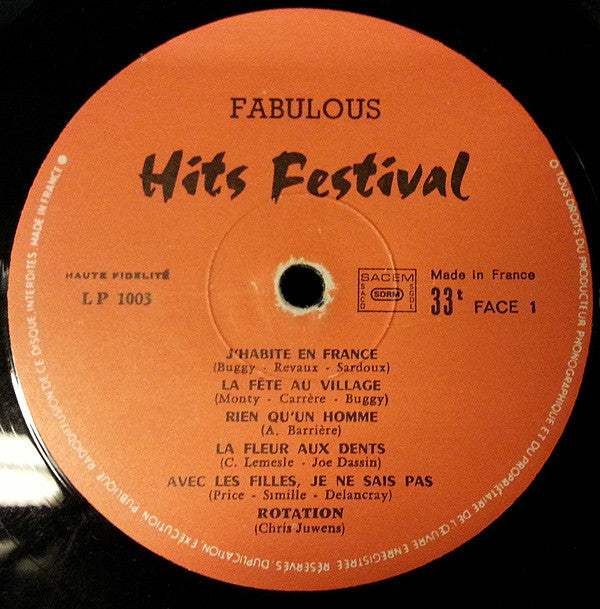 FABULOUS
Hits Festival
HAUTE FIDELITÉ
LP 1003
SACEM
SACD
SDRM
SGDL
Made in France
33t FACE 1
J'HABITE EN FRANCE
(Buggy - Revaux - Sardoux)
LA FÊTE AU VILLAGE
(Monty - Carrère - Buggy)
RIEN QU'UN HOMME
(A. Barrière)
LA FLEUR AUX DENTS
(C. Lemesle - Joe Dassin)
AVEC LES FILLES, JE NE SAIS PAS
(Price - Simille - Delancray)
ROTATION
(Chris Juwens)
TOUS DROITS DU PRODUCTEUR PHONOGRAPHIQUE ET DU PROPRIÉTAIRE DE L'ŒUVRE ENREGISTRÉE RÉSERVÉS. DUPLICATION, EXÉCUTION PUBLIQUE RADIODIFFUSION DE CE DISQUE INTERDITES. MADE IN FRANCE